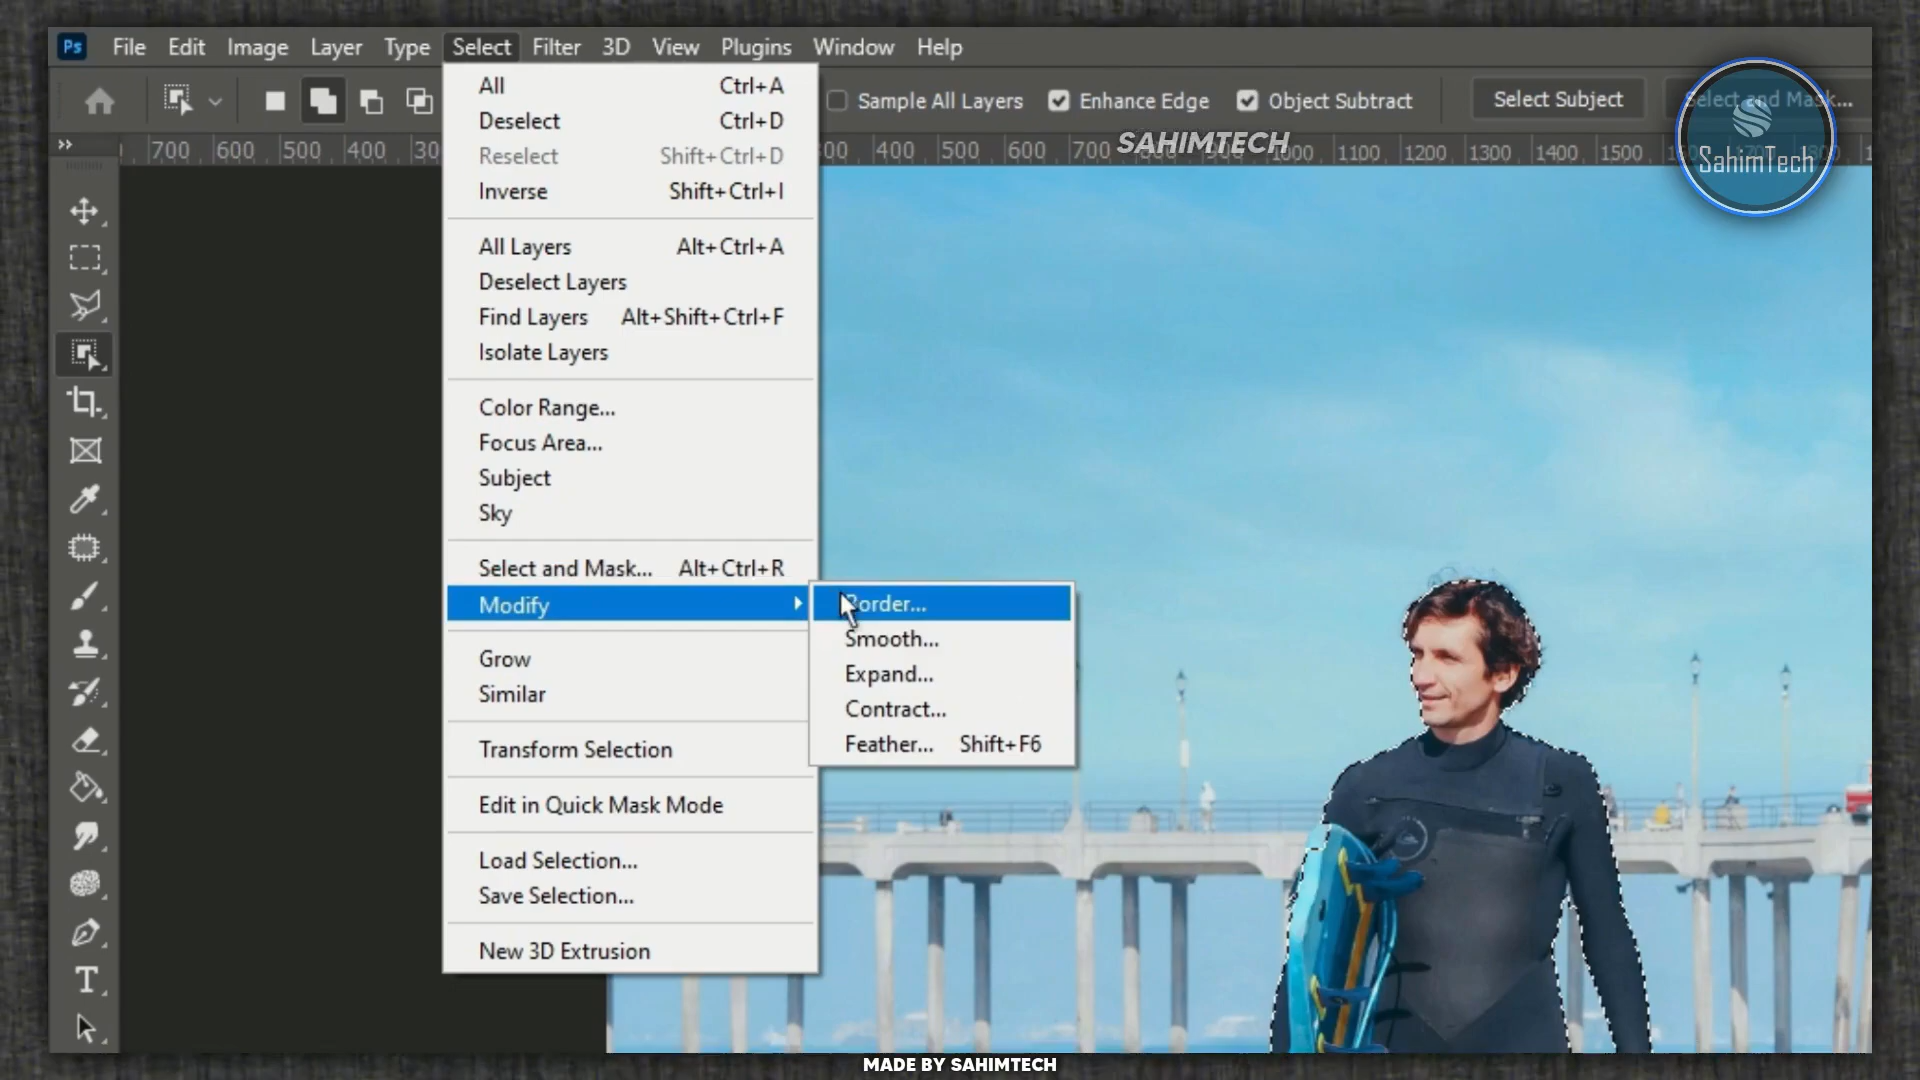 Ps File Edit Image Layer Type Select Filter 3D View Plugins Window Help
Sample All Layers Enhance Edge Object Subtract Select Subject Select and Mask...
SAHIMTECH
SahimTech
700 600 500 400 400 500 600 700 1000 1100 1200 1300 1400 1500
All Ctrl+A
Deselect Ctrl+D
Reselect Shift+Ctrl+D
Inverse Shift+Ctrl+I
All Layers Alt+Ctrl+A
Deselect Layers
Find Layers Alt+Shift+Ctrl+F
Isolate Layers
Color Range...
Focus Area...
Subject
Sky
Select and Mask... Alt+Ctrl+R
Modify
Border...
Smooth...
Expand...
Contract...
Feather... Shift+F6
Grow
Similar
Transform Selection
Edit in Quick Mask Mode
Load Selection...
Save Selection...
New 3D Extrusion
MADE BY SAHIMTECH